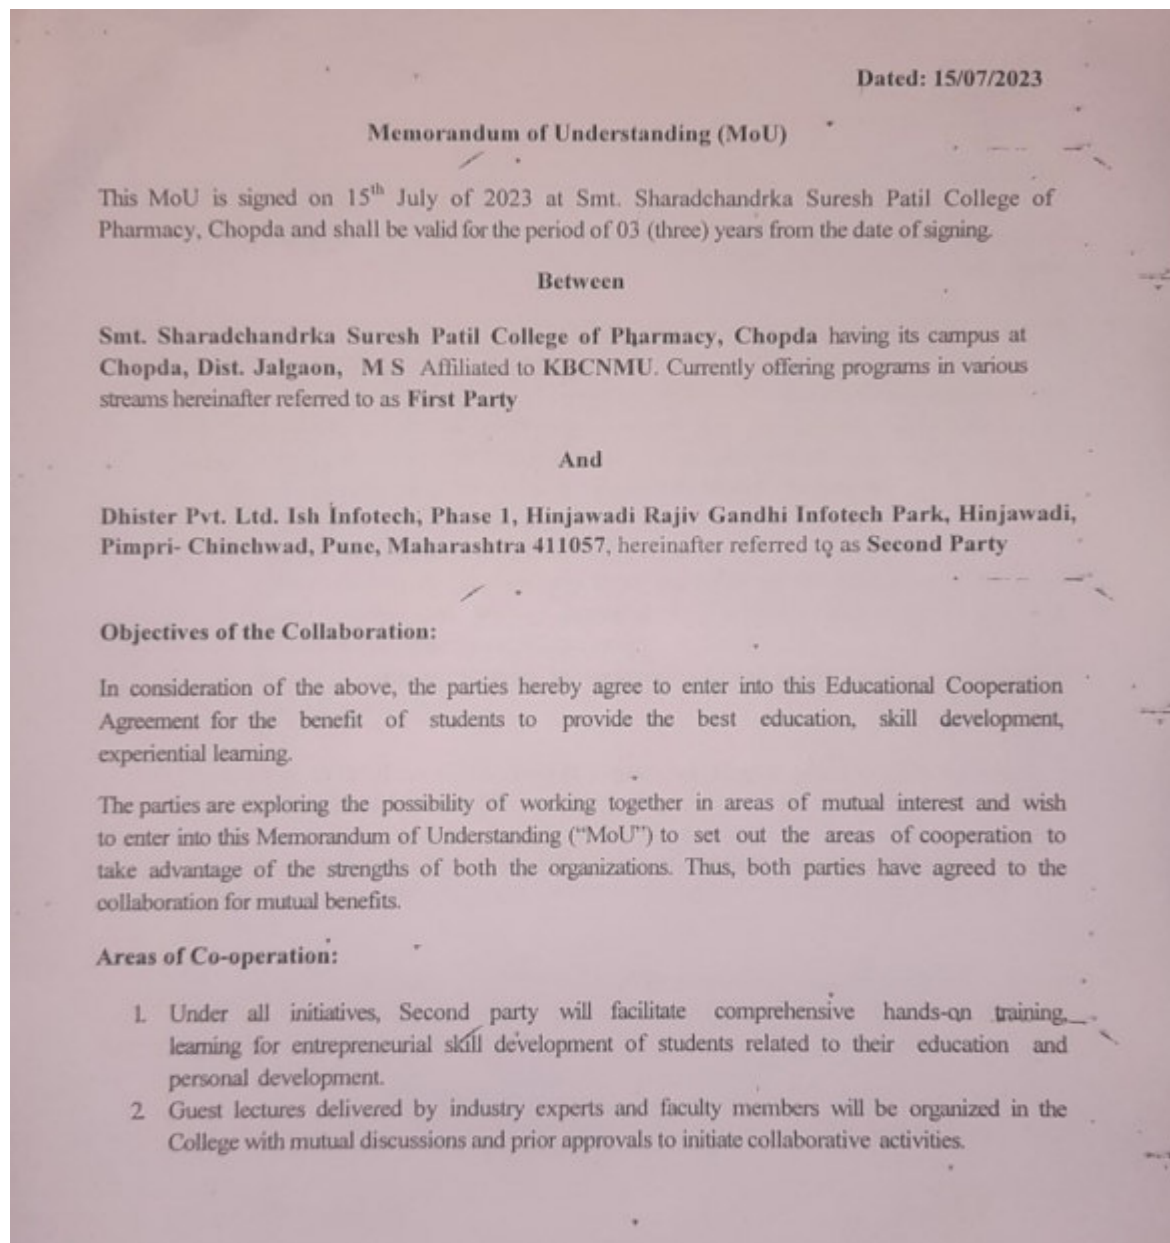 Dated: 15/07/2023
Memorandum of Understanding (MoU)
This MoU is signed on 15th July of 2023 at Smt. Sharadchandrka Suresh Patil College of
Pharmacy, Chopda and shall be valid for the period of 03 (three) years from the date of signing.
Between
Smt. Sharadchandrka Suresh Patil College of Pharmacy, Chopda having its campus at
Chopda, Dist. Jalgaon, M S Affiliated to KBCNMU. Currently offering programs in various
streams hereinafter referred to as First Party
And
Dhister Pvt. Ltd. Ish Infotech, Phase 1, Hinjawadi Rajiv Gandhi Infotech Park, Hinjawadi,
Pimpri- Chinchwad, Pune, Maharashtra 411057, hereinafter referred to as Second Party
Objectives of the Collaboration:
In consideration of the above, the parties hereby agree to enter into this Educational Cooperation
Agreement for the benefit of students to provide the best education, skill development,
experiential learning.
The parties are exploring the possibility of working together in areas of mutual interest and wish
to enter into this Memorandum of Understanding (“MoU”) to set out the areas of cooperation to
take advantage of the strengths of both the organizations. Thus, both parties have agreed to the
collaboration for mutual benefits.
Areas of Co-operation:
1. Under all initiatives, Second party will facilitate comprehensive hands-on training,
learning for entrepreneurial skill development of students related to their education and
personal development.
2. Guest lectures delivered by industry experts and faculty members will be organized in the
College with mutual discussions and prior approvals to initiate collaborative activities.